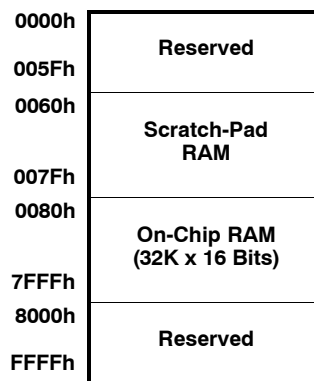 0000h
Reserved
005Fh
0060h
Scratch-Pad
RAM
007Fh
0080h
On-Chip RAM
(32K x 16 Bits)
7FFFh
8000h
Reserved
FFFFh